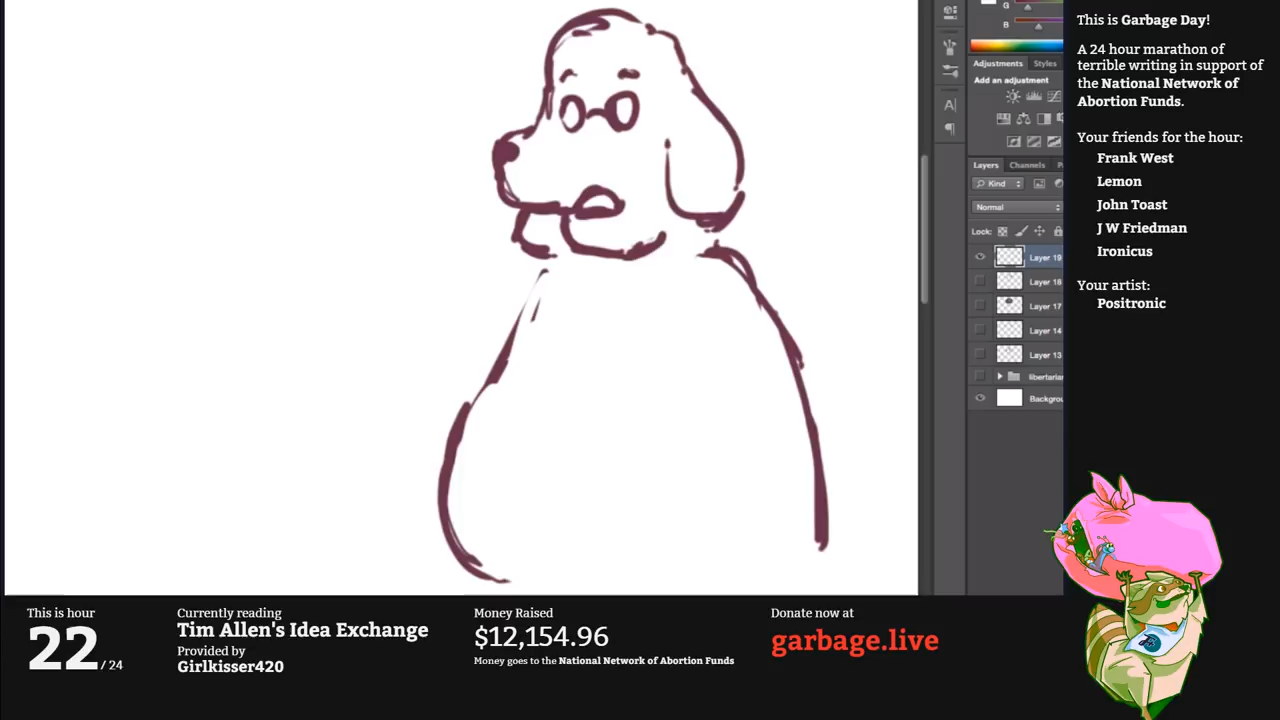 G
B
Adjustments
Styles
Add an adjustment
Layers
Channels
P
Kind
Normal
Lock:
Layer 19
Layer 18
Layer 17
Layer 14
Layer 13
libertaria
Backgrou
This is Garbage Day!
A 24 hour marathon of
terrible writing in support of
the National Network of
Abortion Funds.
Your friends for the hour:
Frank West
Lemon
John Toast
J W Friedman
Ironicus
Your artist:
Positronic
This is hour
22 / 24
Currently reading
Tim Allen's Idea Exchange
Provided by
Girlkisser420
Money Raised
$12,154.96
Money goes to the National Network of Abortion Funds
Donate now at
garbage.live